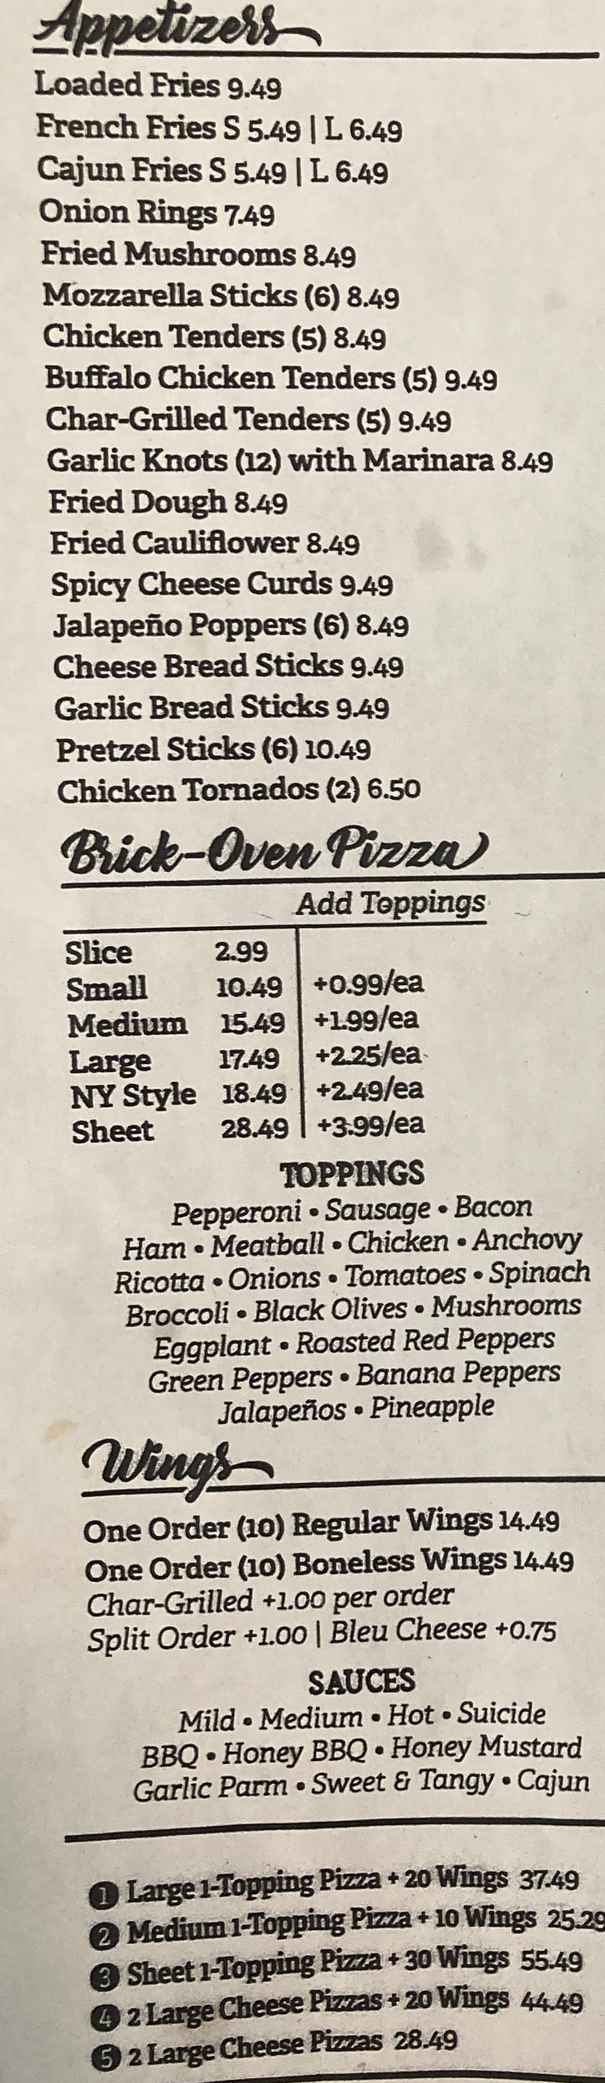 Appetizers
Loaded Fries 9.49
French Fries S 5.49 | L 6.49
Cajun Fries S 5.49 | L 6.49
Onion Rings 7.49
Fried Mushrooms 8.49
Mozzarella Sticks (6) 8.49
Chicken Tenders (5) 8.49
Buffalo Chicken Tenders (5) 9.49
Char-Grilled Tenders (5) 9.49
Garlic Knots (12) with Marinara 8.49
Fried Dough 8.49
Fried Cauliflower 8.49
Spicy Cheese Curds 9.49
Jalapeño Poppers (6) 8.49
Cheese Bread Sticks 9.49
Garlic Bread Sticks 9.49
Pretzel Sticks (6) 10.49
Chicken Tornados (2) 6.50
Brick-Oven Pizza
Add Toppings
Slice 2.99
Small 10.49 +0.99/ea
Medium 15.49 +1.99/ea
Large 17.49 +2.25/ea
NY Style 18.49 +2.49/ea
Sheet 28.49 +3.99/ea
TOPPINGS
Pepperoni • Sausage • Bacon
Ham • Meatball • Chicken • Anchovy
Ricotta • Onions • Tomatoes • Spinach
Broccoli • Black Olives • Mushrooms
Eggplant • Roasted Red Peppers
Green Peppers • Banana Peppers
Jalapeños • Pineapple
Wings
One Order (10) Regular Wings 14.49
One Order (10) Boneless Wings 14.49
Char-Grilled +1.00 per order
Split Order +1.00 | Bleu Cheese +0.75
SAUCES
Mild • Medium • Hot • Suicide
BBQ • Honey BBQ • Honey Mustard
Garlic Parm • Sweet & Tangy • Cajun
1 Large 1-Topping Pizza + 20 Wings 37.49
2 Medium 1-Topping Pizza + 10 Wings 25.29
3 Sheet 1-Topping Pizza + 30 Wings 55.49
4 2 Large Cheese Pizzas + 20 Wings 44.49
5 2 Large Cheese Pizzas 28.49